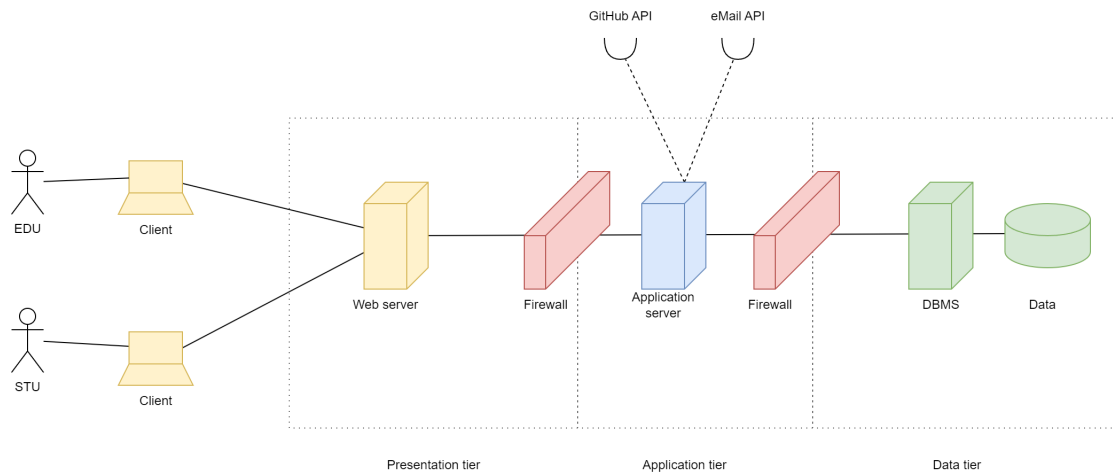 GitHub API
eMail API
EDU
Client
Web server
Firewall
Application
server
Firewall
DBMS
Data
STU
Client
Presentation tier
Application tier
Data tier